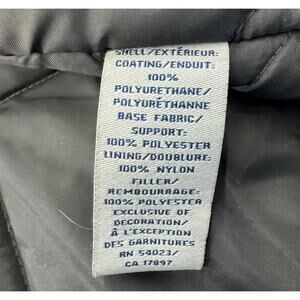 SHELL/EXTÉRIEUR:
COATING/ENDUIT:
100%
POLYURETHANE/
POLYURÉTHANNE
BASE FABRIC/
SUPPORT:
100% POLYESTER
LINING/DOUBLURE:
100% NYLON
FILLER/
REMBOURRAGE:
100% POLYESTER
EXCLUSIVE OF
DECORATION/
À L'EXCEPTION
DES GARNITURES
RN 54023/
CA 17897